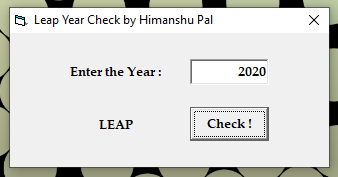 Leap Year Check by Himanshu Pal
Enter the Year : 2020
LEAP Check !